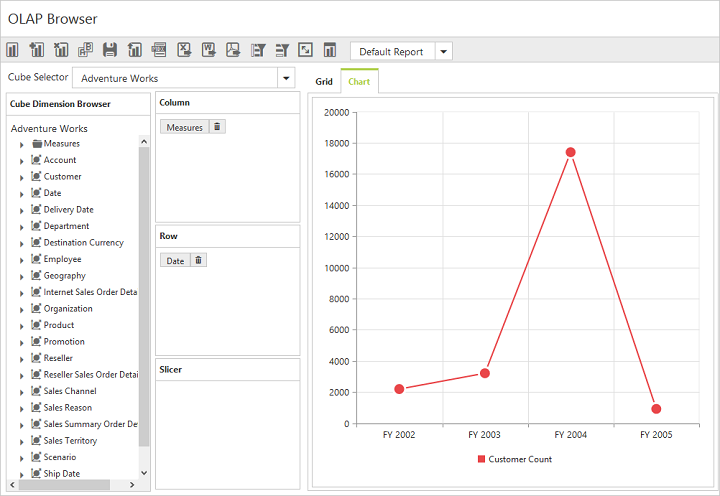 OLAP Browser
Default Report
Cube Selector
Adventure Works
Cube Dimension Browser
Adventure Works
Measures
Account
Customer
Date
Delivery Date
Department
Destination Currency
Employee
Geography
Internet Sales Order Deta
Organization
Product
Promotion
Reseller
Reseller Sales Order Detai
Sales Channel
Sales Reason
Sales Summary Order De
Sales Territory
Scenario
Ship Date
Column
Measures
Row
Date
Slicer
Grid
Chart
20000
18000
16000
14000
12000
10000
8000
6000
4000
2000
0
FY 2002 FY 2003 FY 2004 FY 2005
Customer Count